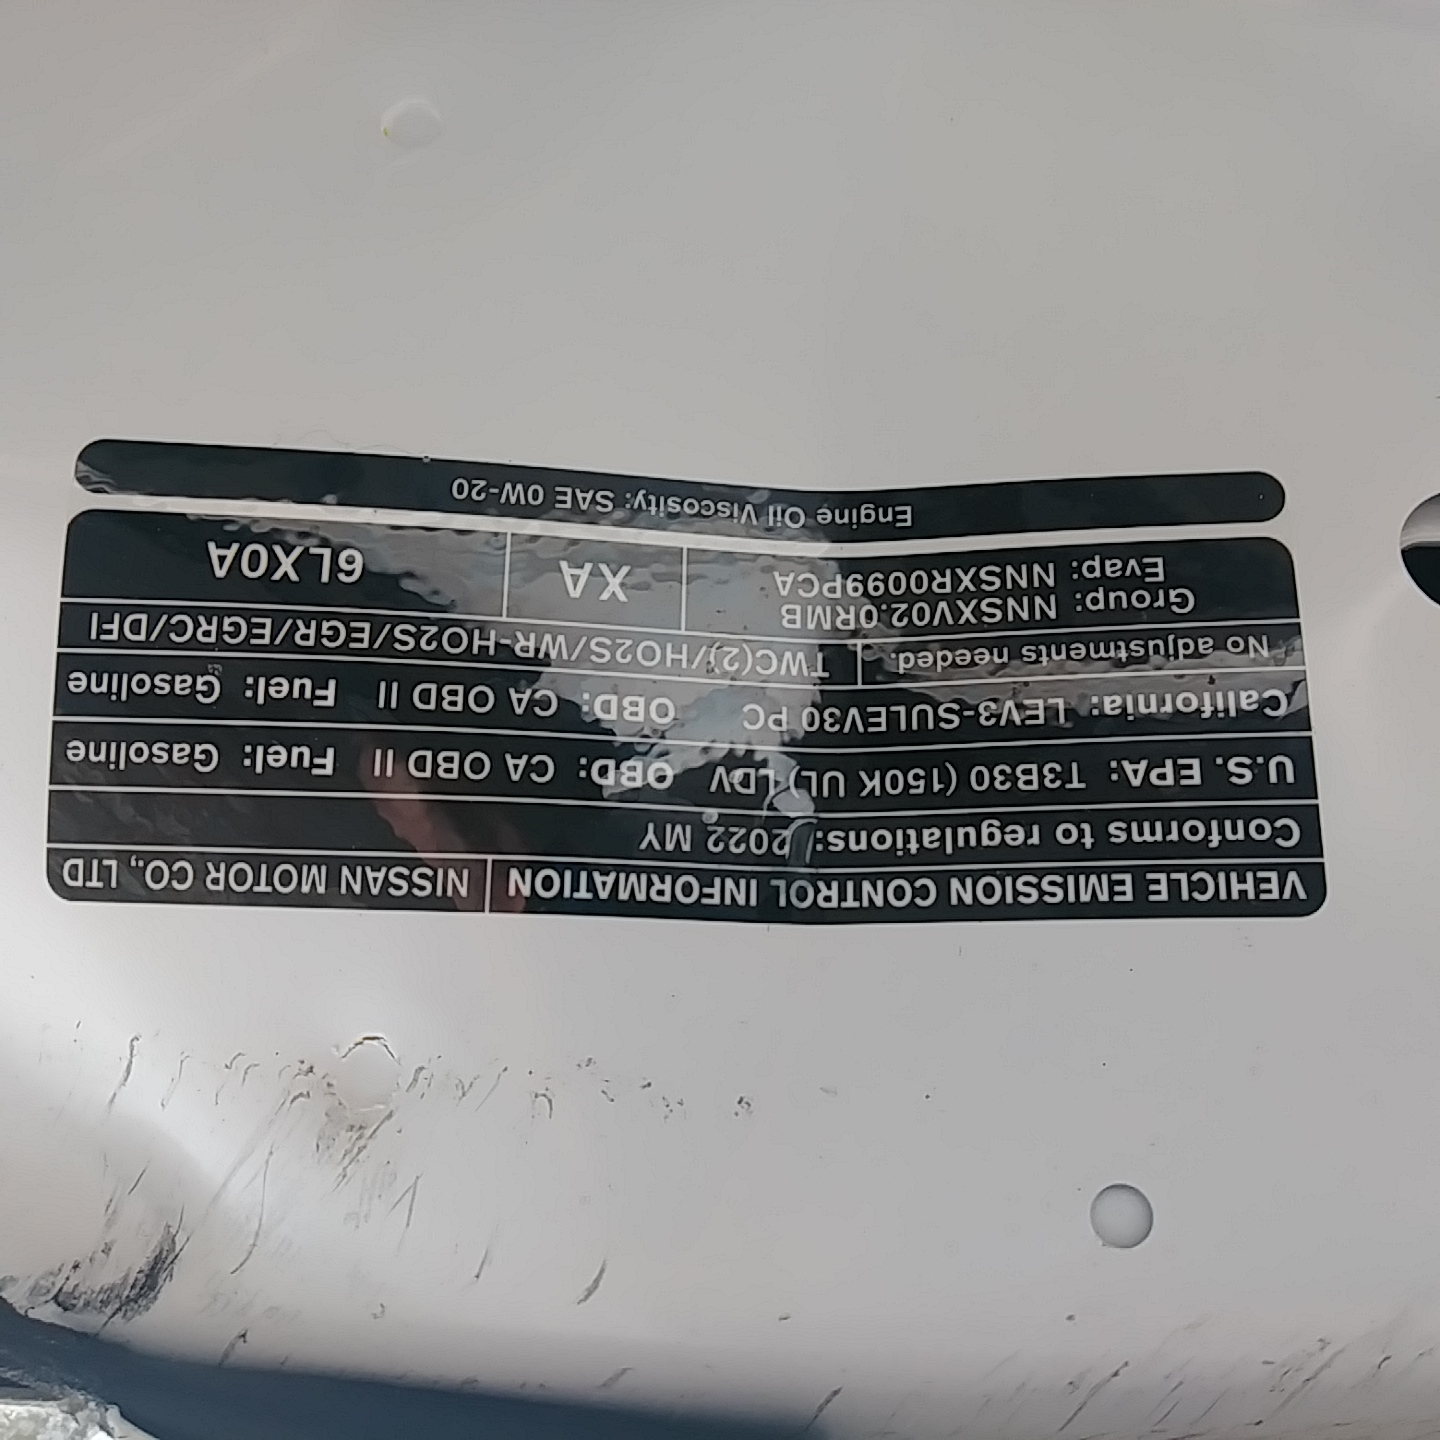 VEHICLE EMISSION CONTROL INFORMATION NISSAN MOTOR CO., LTD
Conforms to regulations: 2022 MY
U.S. EPA: T3B30 (150K UL) LDV OBD: CA OBD II Fuel: Gasoline
California: LEV3-SULEV30 PC OBD: CA OBD II Fuel: Gasoline
No adjustments needed. TWC(2)/HO2S/WR-HO2S/EGR/EGRC/DFI
Group: NNSXV02.0RMB
Evap: NNSXR0099PCA
XA
6LX0A
Engine Oil Viscosity: SAE 0W-20